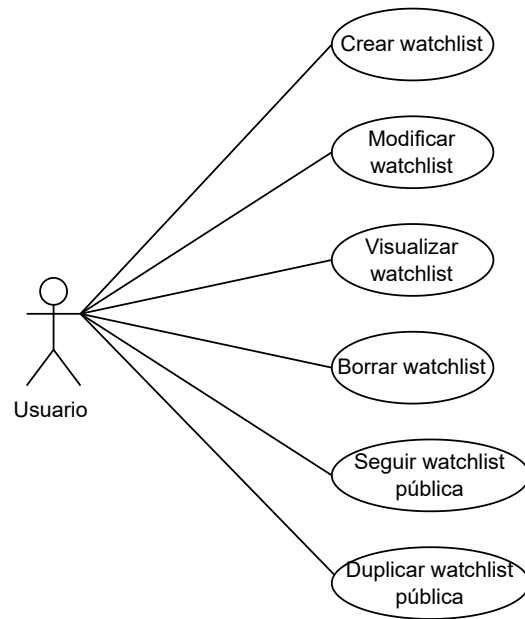 Crear watchlist
Modificar
watchlist
Visualizar
watchlist
Borrar watchlist
Usuario
Seguir watchlist
pública
Duplicar watchlist
pública